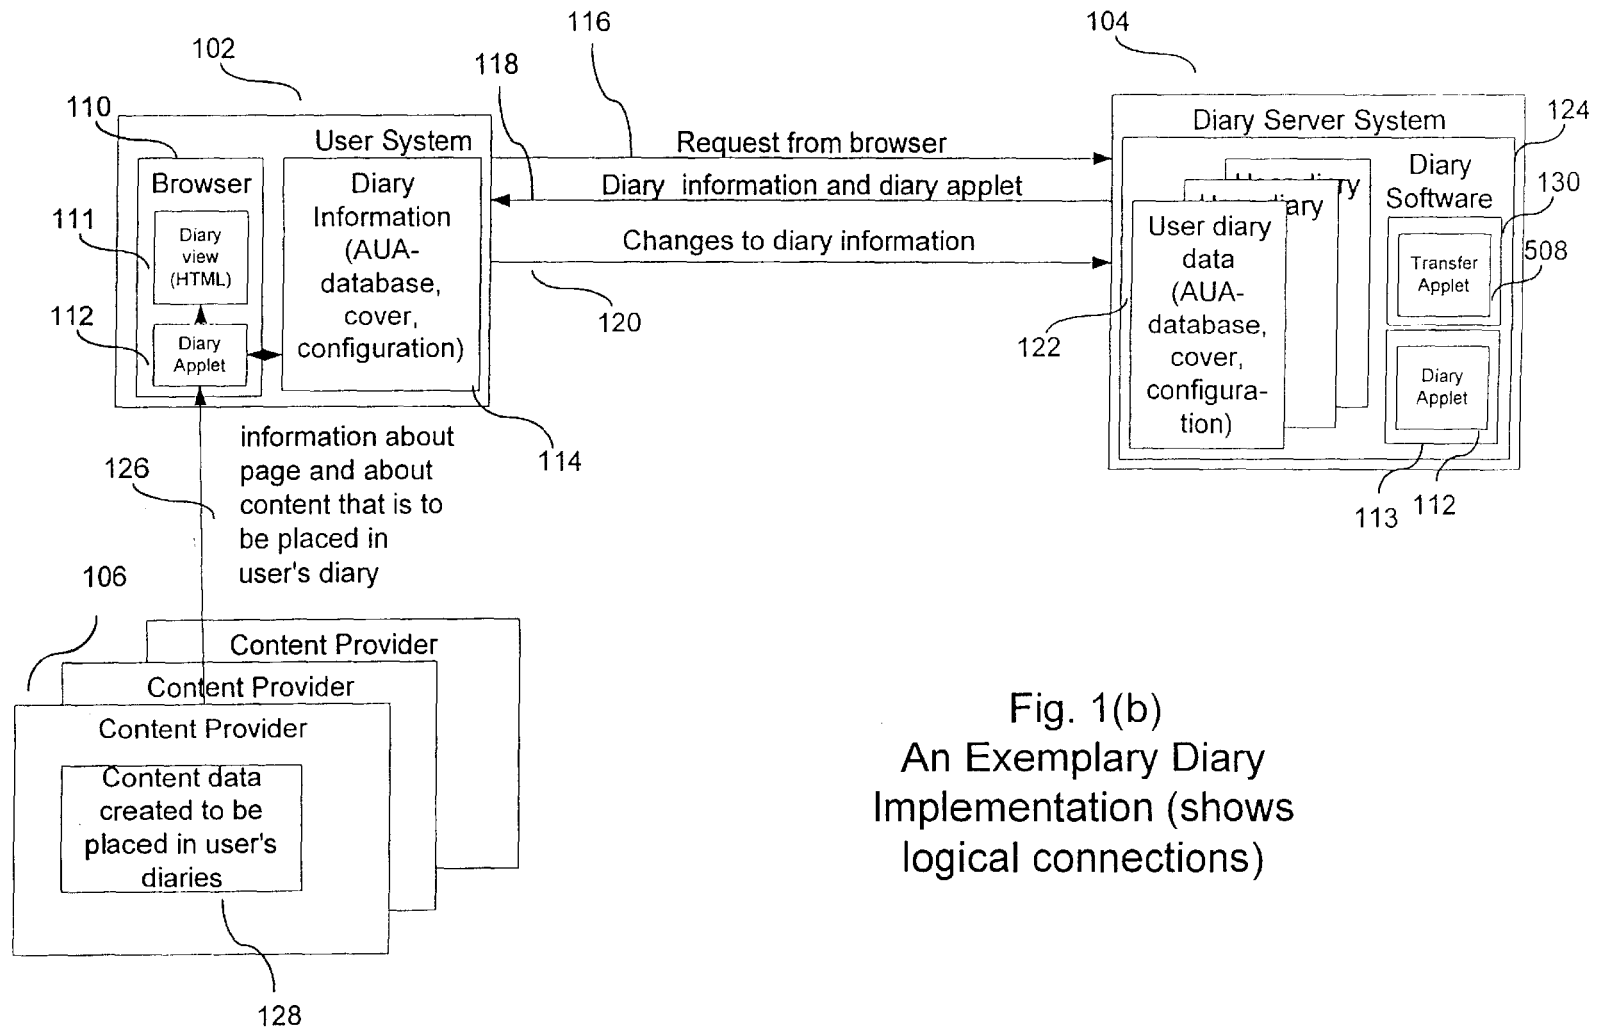 116
104
102
118
110
124
User System
Diary Server System
Request from browser
Browser
Diary
Information
(AUA-
database,
cover,
configuration)
Diary information and diary applet
diary
diary
Diary
Software
130
111
Diary
view
(HTML)
Changes to diary information
User diary
data
(AUA-
database,
cover,
configura-
tion)
Transfer
Applet
508
112
Diary
Applet
120
122
Diary
Applet
information about
page and about
content that is to
be placed in
user's diary
126
114
113
112
106
Content Provider
Content Provider
Content Provider
Content data
created to be
placed in user's
diaries
128
Fig. 1(b)
An Exemplary Diary
Implementation (shows
logical connections)